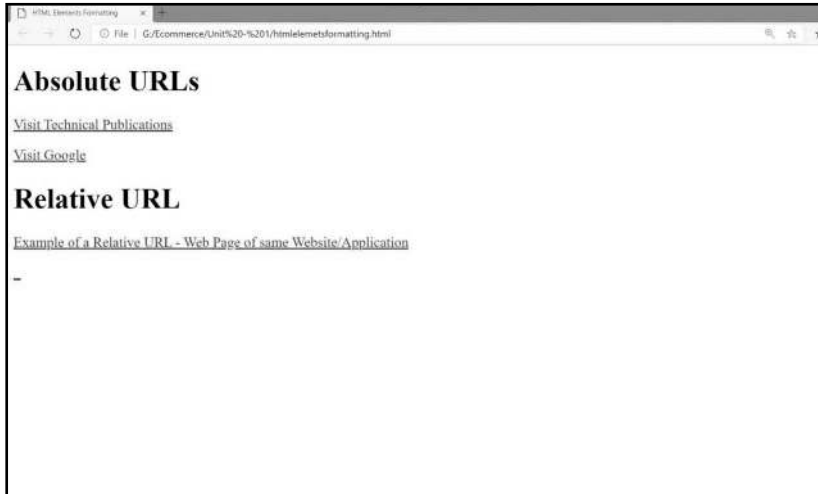 HTML Elements Formatting
File | G:/Ecommerce/Unit%20-%201/htmlelemetsformatting.html
Absolute URLs
Visit Technical Publications
Visit Google
Relative URL
Example of a Relative URL - Web Page of same Website/Application